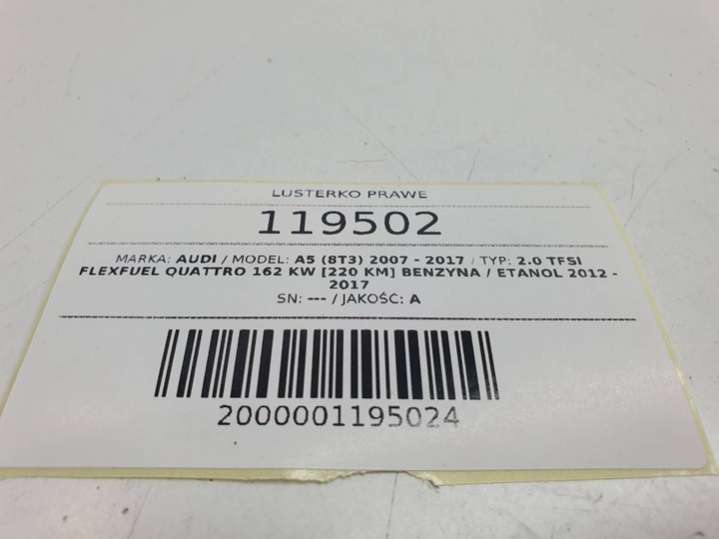 LUSTERKO PRAWE
119502
MARKA: AUDI / MODEL: A5 (8T3) 2007 - 2017 / TYP: 2.0 TFSI
FLEXFUEL QUATTRO 162 KW [220 KM] BENZYNA / ETANOL 2012 -
2017
SN: --- / JAKOŚĆ: A
2000001195024